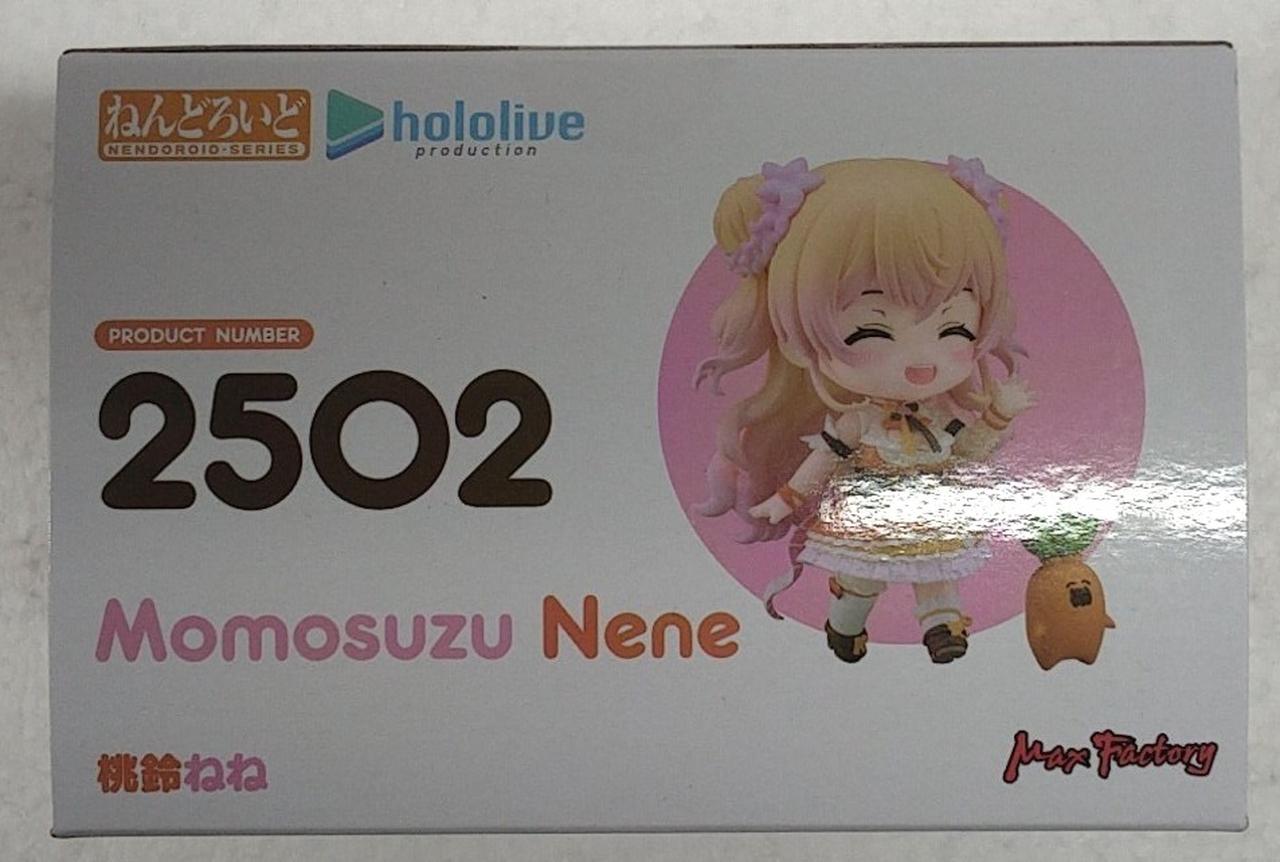 ねんどろいど
NENDOROID-SERIES
hololive
production
PRODUCT NUMBER
2502
Momosuzu Nene
桃鈴ねね
Max Factory